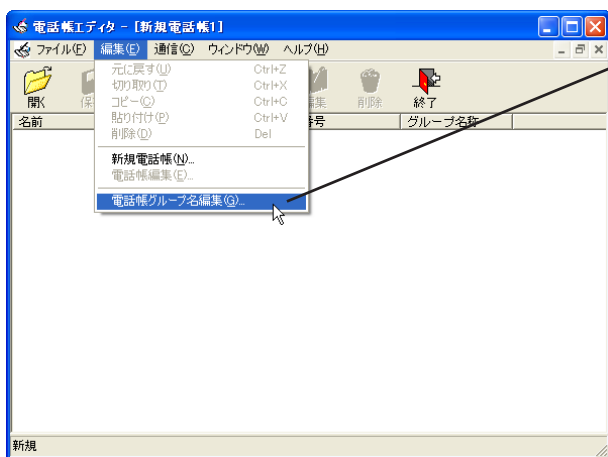 電話帳エディタ - [新規電話帳1]
ファイル(F) 編集(E) 通信(C) ウィンドウ(W) ヘルプ(H)
元に戻す(U) Ctrl+Z
切り取り(T) Ctrl+X
コピー(C) Ctrl+C
貼り付け(P) Ctrl+V
削除(D) Del
新規電話帳(N)...
電話帳編集(E)...
電話帳グループ名編集(G)...
開く 編集 削除 終了
名前 番号 グループ名称
新規